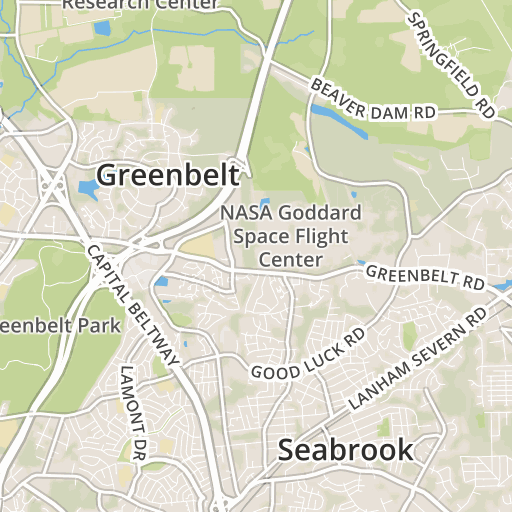 Research Center
SPRINGFIELD RD
BEAVER DAM RD
Greenbelt
NASA Goddard
Space Flight
Center
CAPITAL BELTWAY
GREENBELT RD
eenbelt Park
GOOD LUCK RD
LANHAM SEVERN RD
LAMONT DR
Seabrook